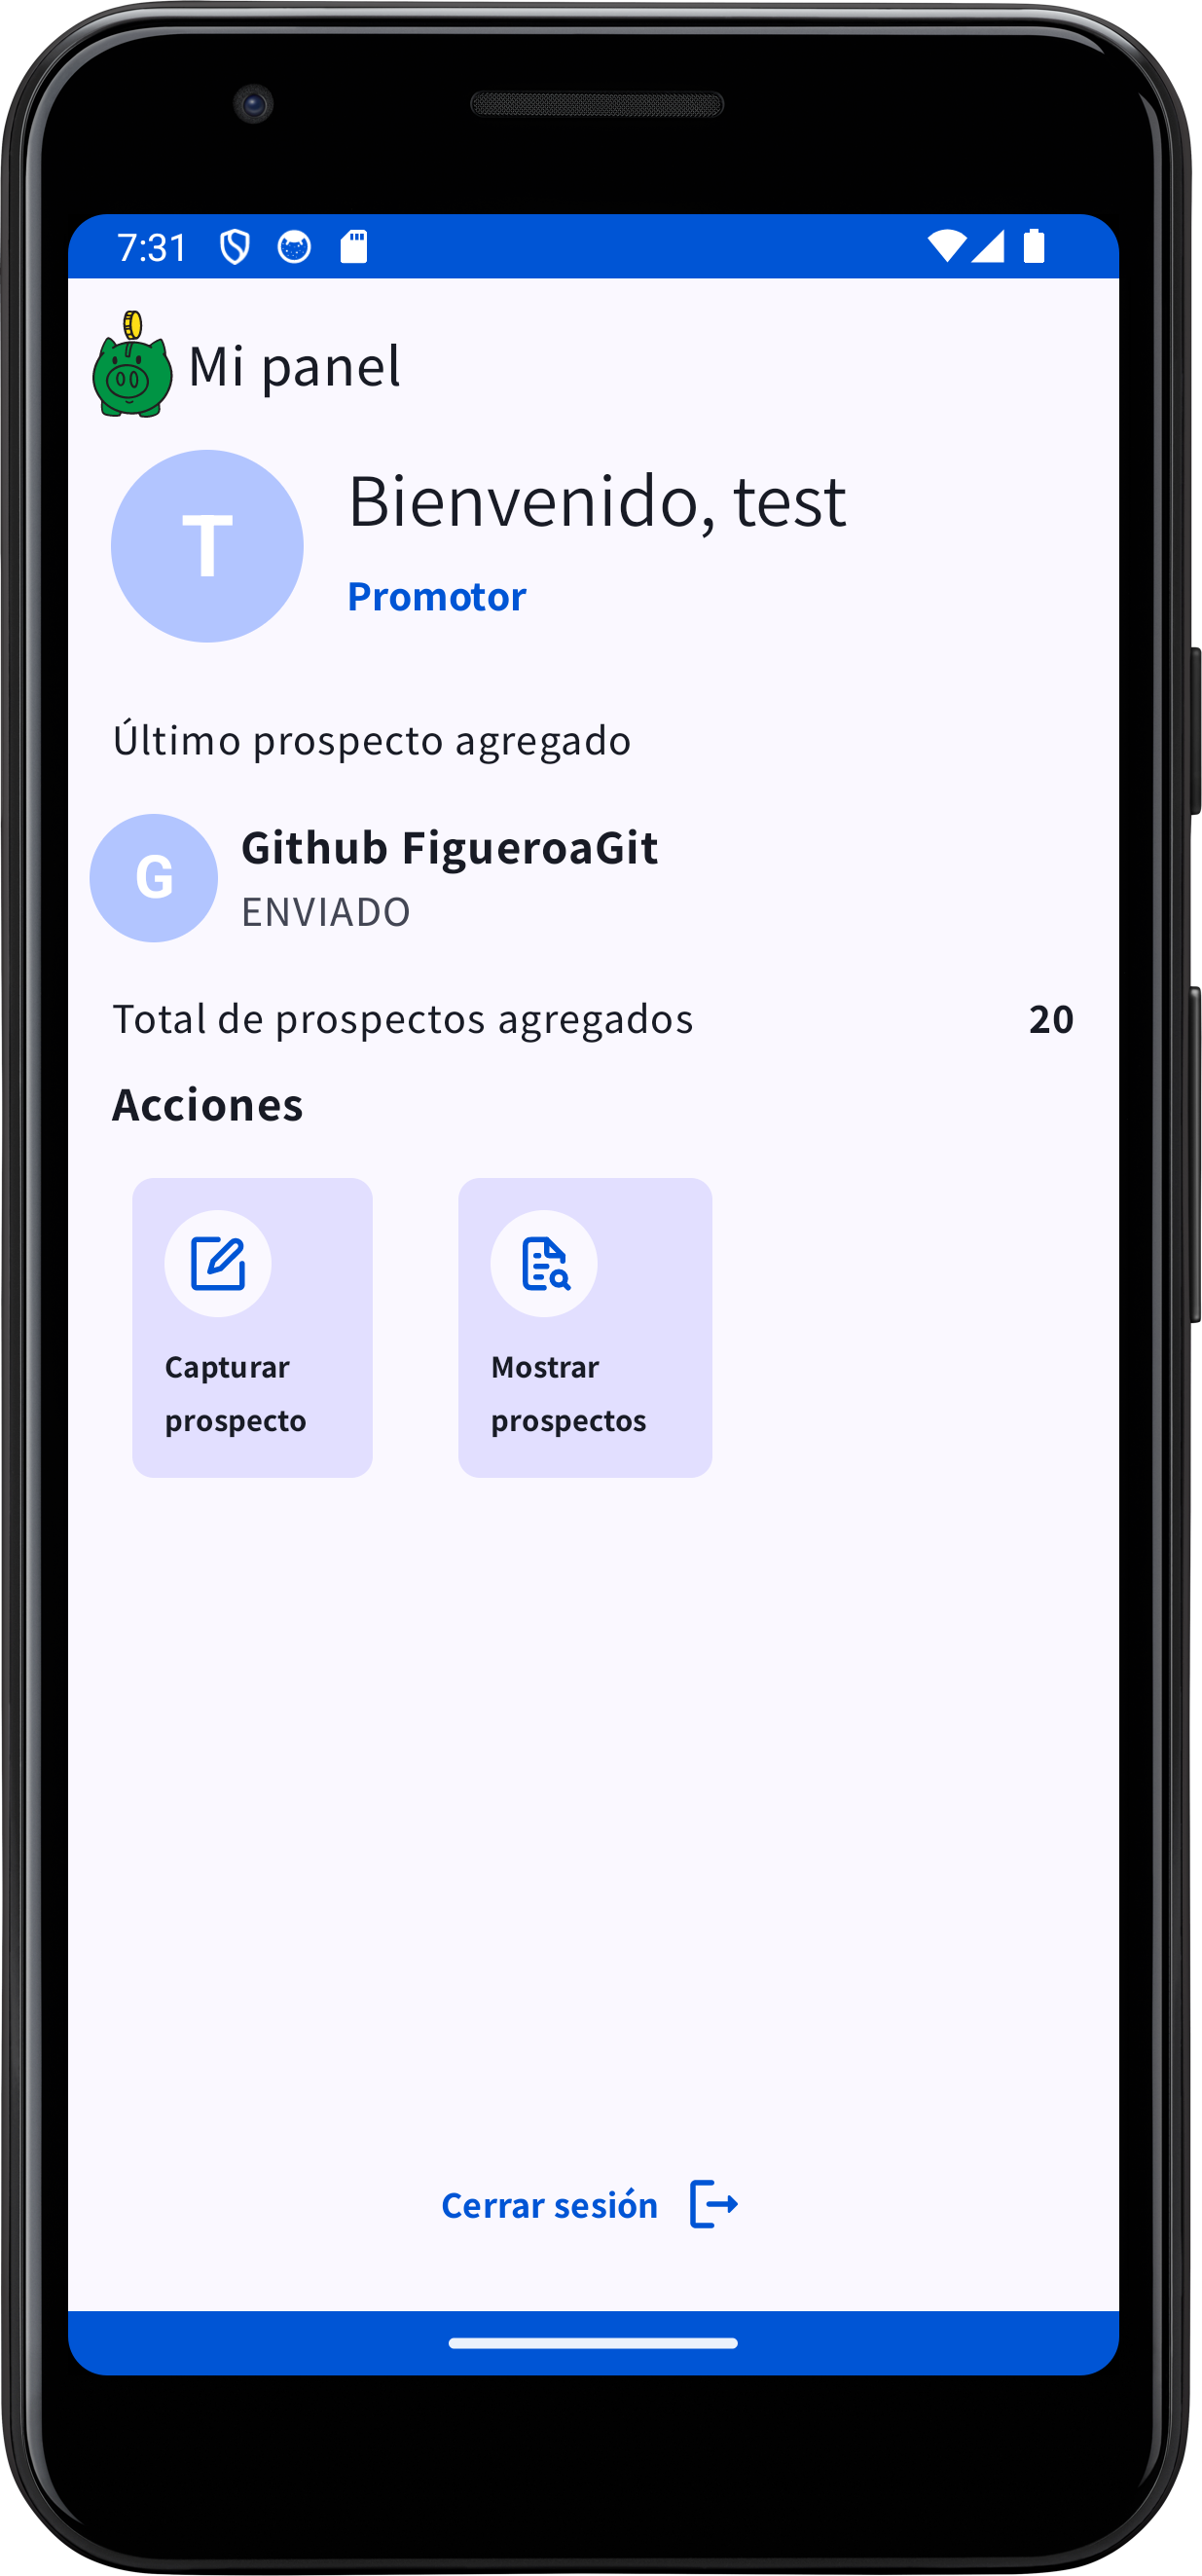 7:31
Mi panel
T
Bienvenido, test
Promotor
Último prospecto agregado
G
Github FigueroaGit
ENVIADO
Total de prospectos agregados 20
Acciones
Capturar
prospecto
Mostrar
prospectos
Cerrar sesión